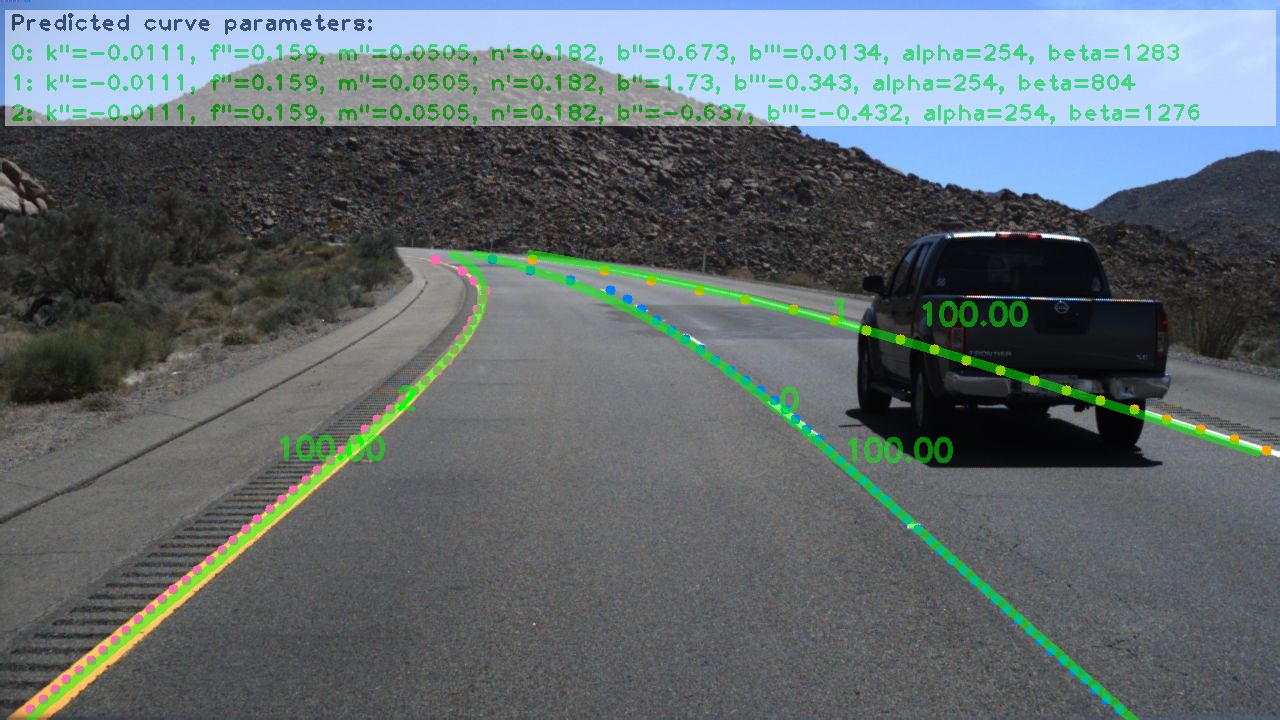 Predicted curve parameters:
0: k''=-0.0111, f''=0.159, m''=0.0505, n'=0.182, b''=0.673, b'''=0.0134, alpha=254, beta=1283
1: k''=-0.0111, f''=0.159, m''=0.0505, n'=0.182, b''=1.73, b'''=0.343, alpha=254, beta=804
2: k''=-0.0111, f''=0.159, m''=0.0505, n'=0.182, b''=-0.637, b'''=-0.432, alpha=254, beta=1276
1 100.00
FRONTIER
2 0
100.00 100.00